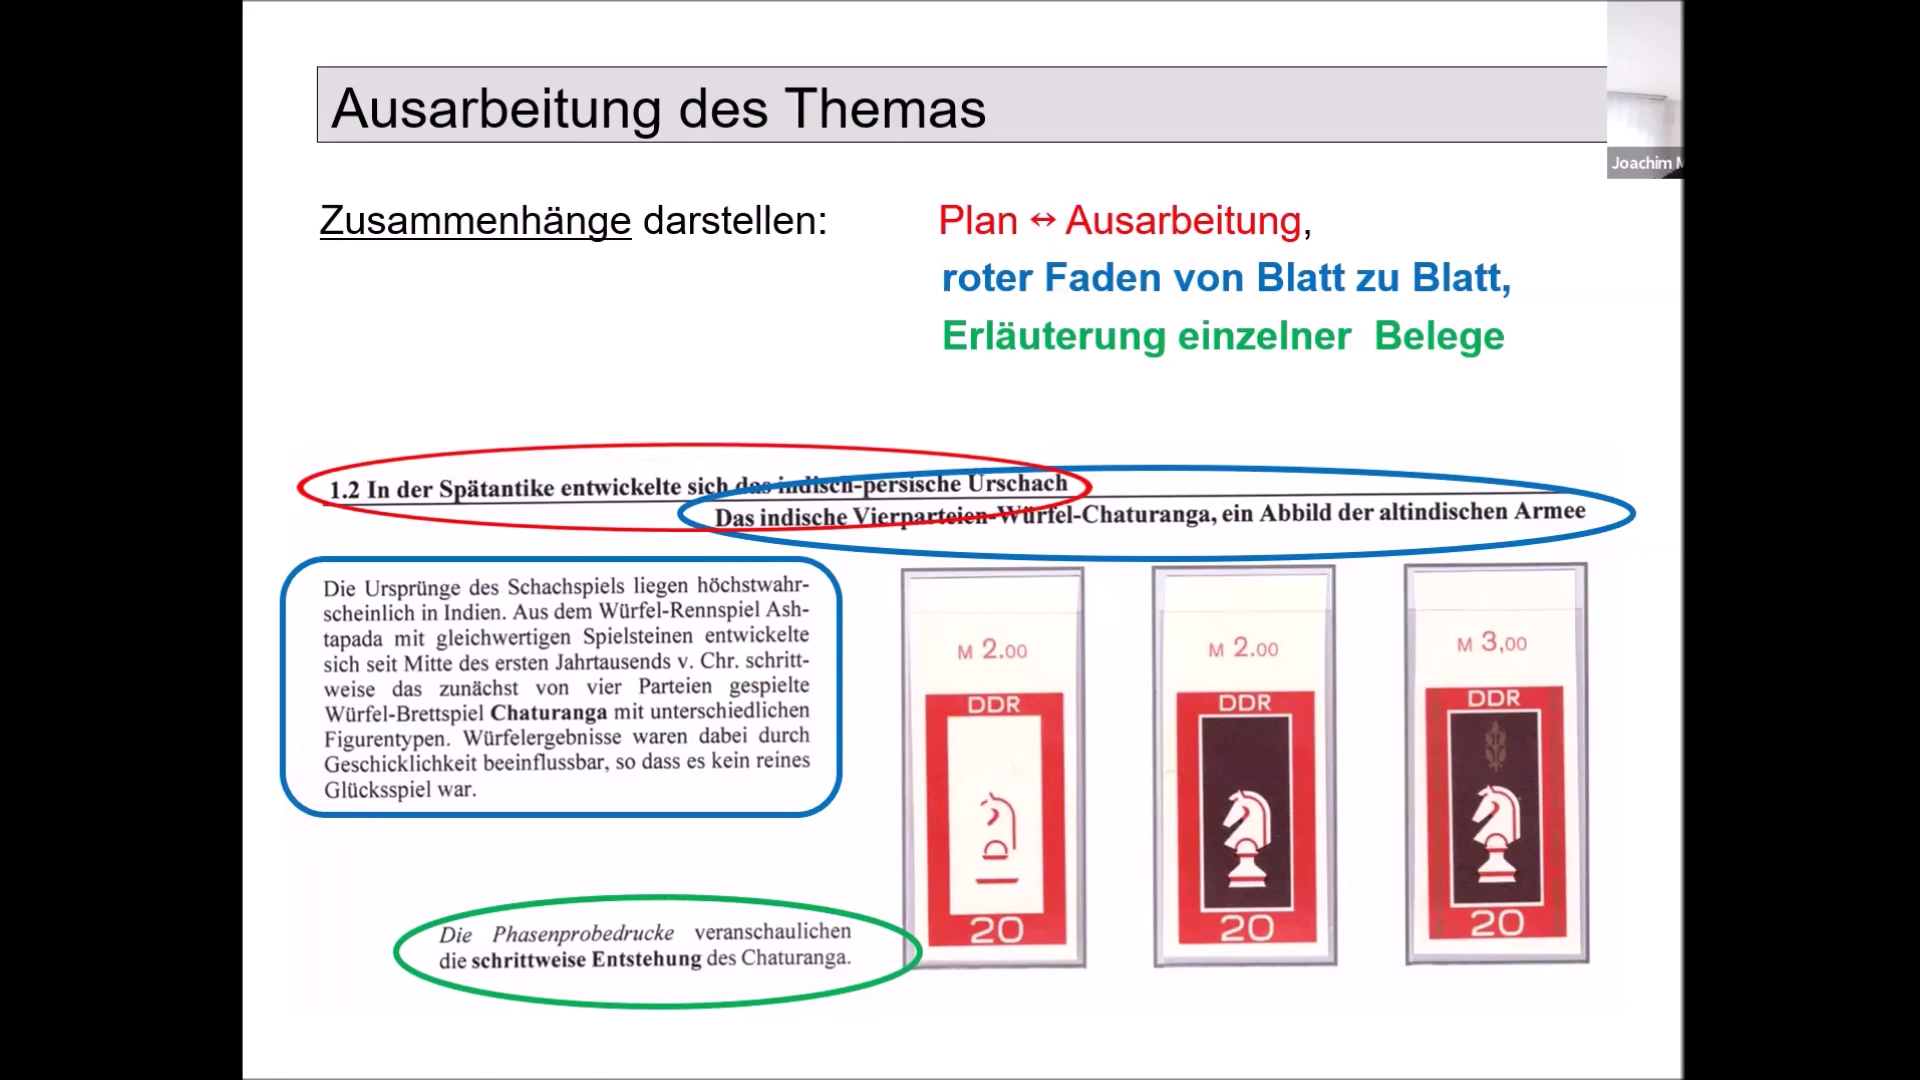 Ausarbeitung des Themas
Joachim M
Zusammenhänge darstellen:
Plan ↔ Ausarbeitung,
roter Faden von Blatt zu Blatt,
Erläuterung einzelner Belege
1.2 In der Spätantike entwickelte sich das indisch-persische Urschach
Das indische Vierparteien-Würfel-Chaturanga, ein Abbild der altindischen Armee
Die Ursprünge des Schachspiels liegen höchstwahr-
scheinlich in Indien. Aus dem Würfel-Rennspiel Ash-
tapada mit gleichwertigen Spielsteinen entwickelte
sich seit Mitte des ersten Jahrtausends v. Chr. schritt-
weise das zunächst von vier Parteien gespielte
Würfel-Brettspiel Chaturanga mit unterschiedlichen
Figurentypen. Würfelergebnisse waren dabei durch
Geschicklichkeit beeinflussbar, so dass es kein reines
Glücksspiel war.
Die Phasenprobedrucke veranschaulichen
die schrittweise Entstehung des Chaturanga.
M 2.00
DDR
20
M 2.00
DDR
20
M 3,00
DDR
20